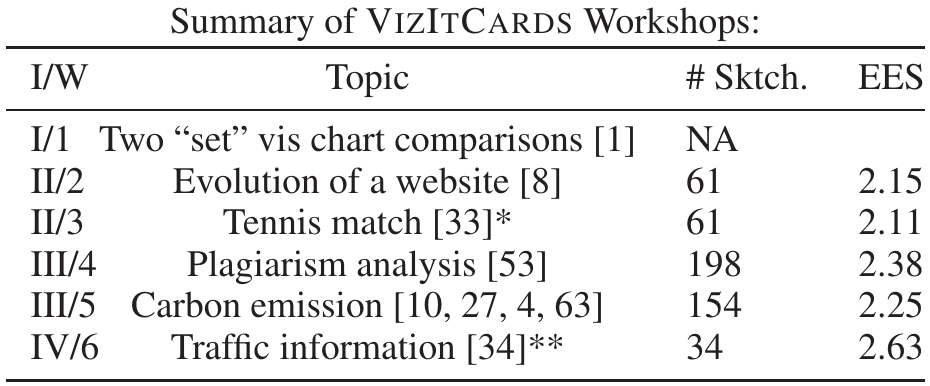 Summary of VIZITCARDS Workshops:
I/W Topic # Sktch. EES
I/1 Two “set” vis chart comparisons [1] NA
II/2 Evolution of a website [8] 61 2.15
II/3 Tennis match [33]* 61 2.11
III/4 Plagiarism analysis [53] 198 2.38
III/5 Carbon emission [10, 27, 4, 63] 154 2.25
IV/6 Traffic information [34]** 34 2.63